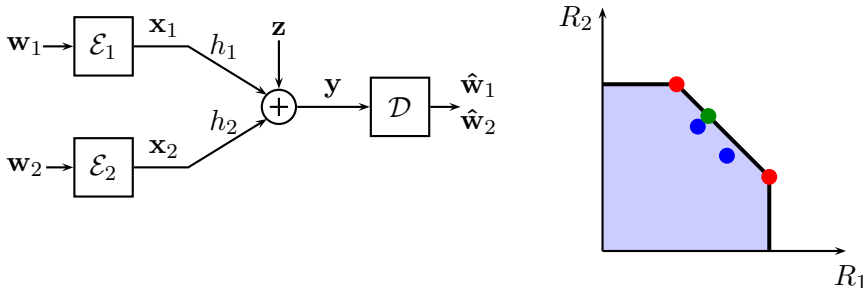 w₁ ℰ₁ x₁ h₁ z
w₂ ℰ₂ x₂ h₂
+ y 𝒟 ŵ₁
ŵ₂
R₂
R₁